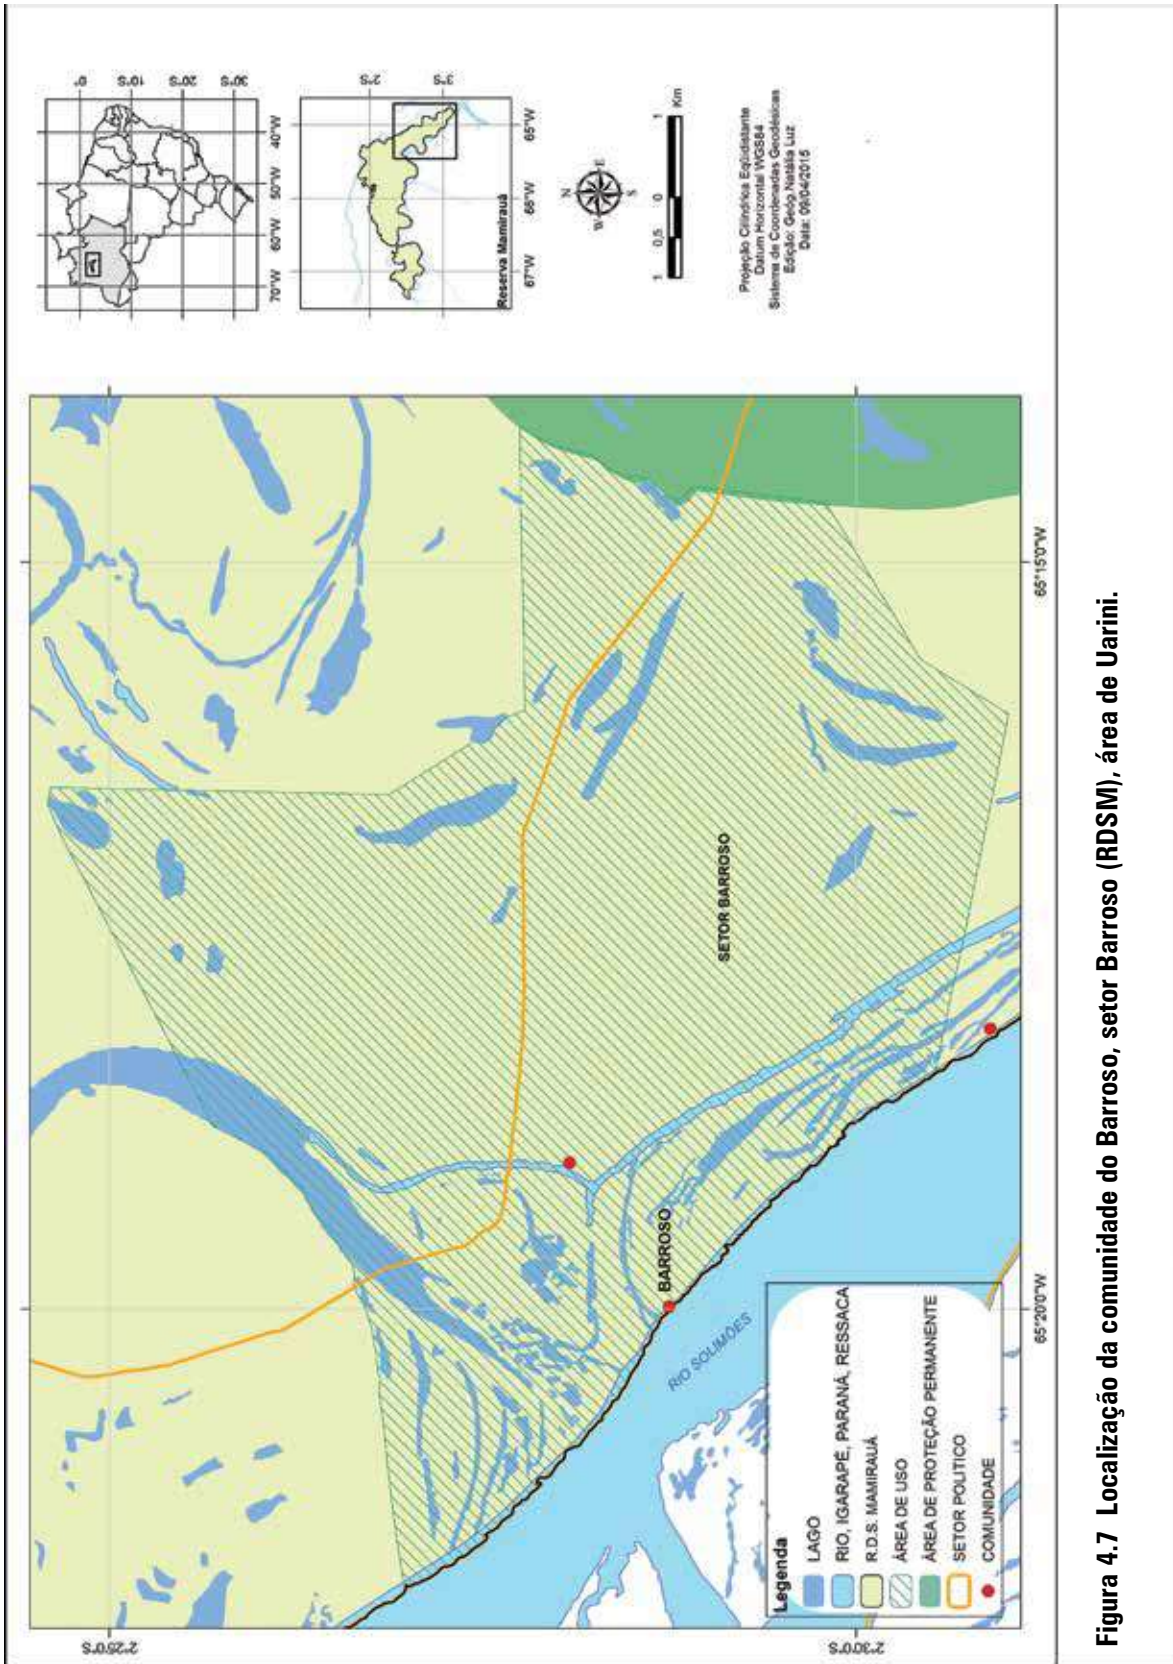 2°25'0"S
2°30'0"S
65°20'0"W
65°15'0"W
SETOR BARROSO
BARROSO
RIO SOLIMÕES
Legenda
LAGO
RIO, IGARAPÉ, PARANÁ, RESSACA
R.D.S. MAMIRAUÁ
ÁREA DE USO
ÁREA DE PROTEÇÃO PERMANENTE
SETOR POLITICO
COMUNIDADE
0°
10°S
20°S
30°S
70°W
60°W
50°W
40°W
2°S
3°S
67°W
66°W
65°W
Reserva Mamirauá
N
W
E
S
1
0,5
0
1
Km
Projeção Cilíndrica Eqüidistante
Datum Horizontal WGS84
Sistema de Coordenadas Geodésicas
Edição: Geóg.Natália Luz
Data: 09/04/2015
Figura 4.7 Localização da comunidade do Barroso, setor Barroso (RDSM), área de Uarini.